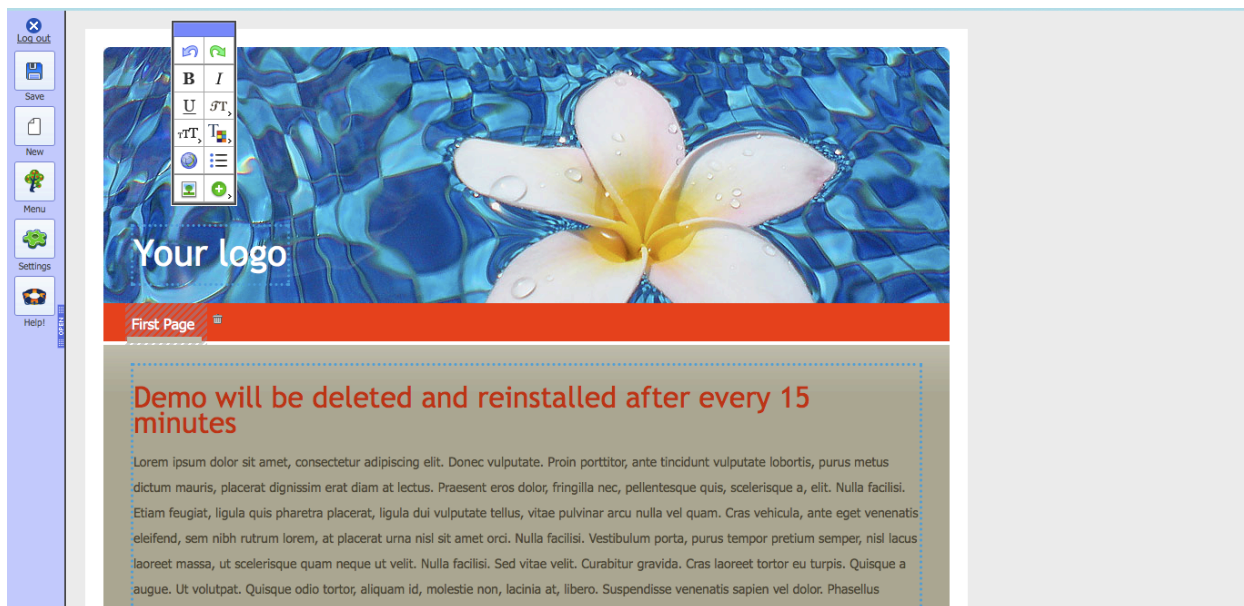 Log out
Save
New
Menu
Settings
Help!
OPEN
B I
U TT,
TTT, T,
Your logo
First Page
Demo will be deleted and reinstalled after every 15
minutes
Lorem ipsum dolor sit amet, consectetur adipiscing elit. Donec vulputate. Proin porttitor, ante tincidunt vulputate lobortis, purus metus
dictum mauris, placerat dignissim erat diam at lectus. Praesent eros dolor, fringilla nec, pellentesque quis, scelerisque a, elit. Nulla facilisi.
Etiam feugiat, ligula quis pharetra placerat, ligula dui vulputate tellus, vitae pulvinar arcu nulla vel quam. Cras vehicula, ante eget venenatis
eleifend, sem nibh rutrum lorem, at placerat urna nisl sit amet orci. Nulla facilisi. Vestibulum porta, purus tempor pretium semper, nisl lacus
laoreet massa, ut scelerisque quam neque ut velit. Nulla facilisi. Sed vitae velit. Curabitur gravida. Cras laoreet tortor eu turpis. Quisque a
augue. Ut volutpat. Quisque odio tortor, aliquam id, molestie non, lacinia at, libero. Suspendisse venenatis sapien vel dolor. Phasellus